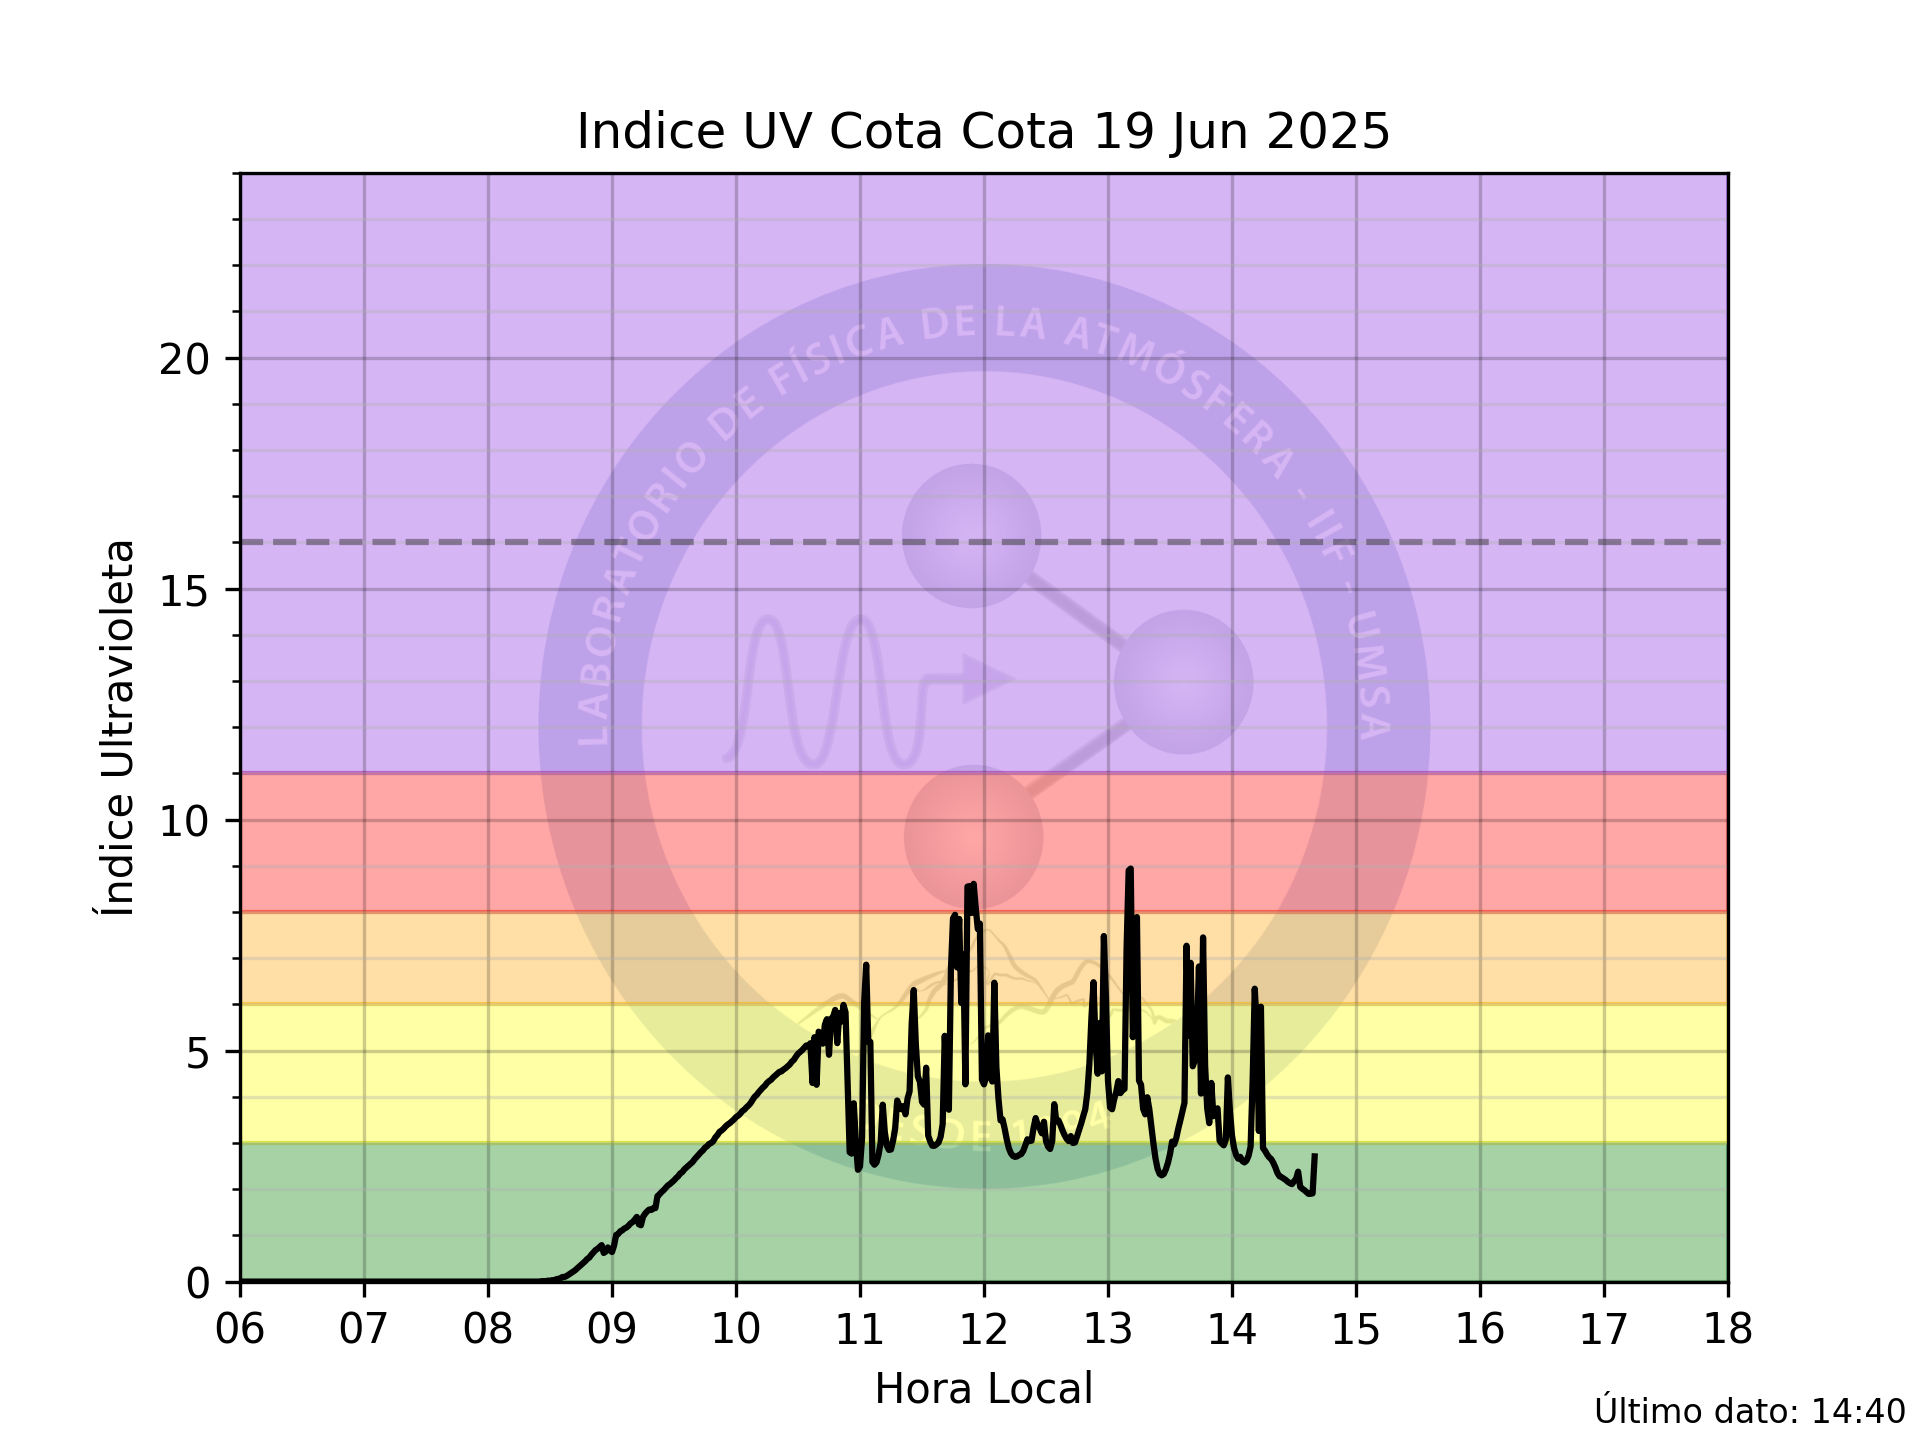 Indice UV Cota Cota 19 Jun 2025
LABORATORIO DE FÍSICA DE LA ATMÓSFERA - IIF - UMSA
20
15
10
5
0
Índice Ultravioleta
06 07 08 09 10 11 12 13 14 15 16 17 18
Hora Local
Último dato: 14:40